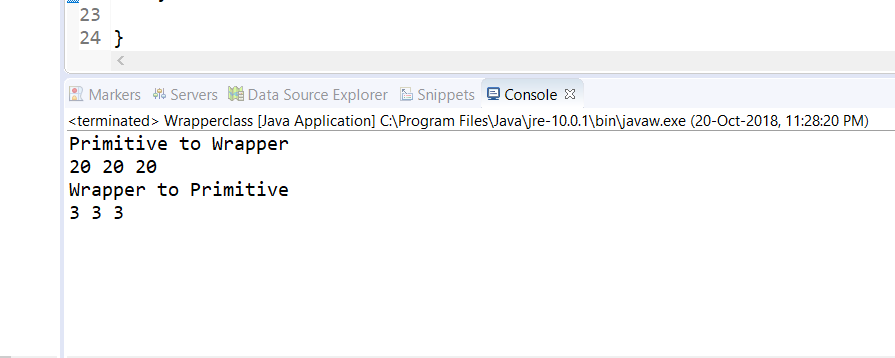 23
24 }
<
Markers Servers Data Source Explorer Snippets Console
<terminated> Wrapperclass [Java Application] C:\Program Files\Java\jre-10.0.1\bin\javaw.exe (20-Oct-2018, 11:28:20 PM)
Primitive to Wrapper
20 20 20
Wrapper to Primitive
3 3 3